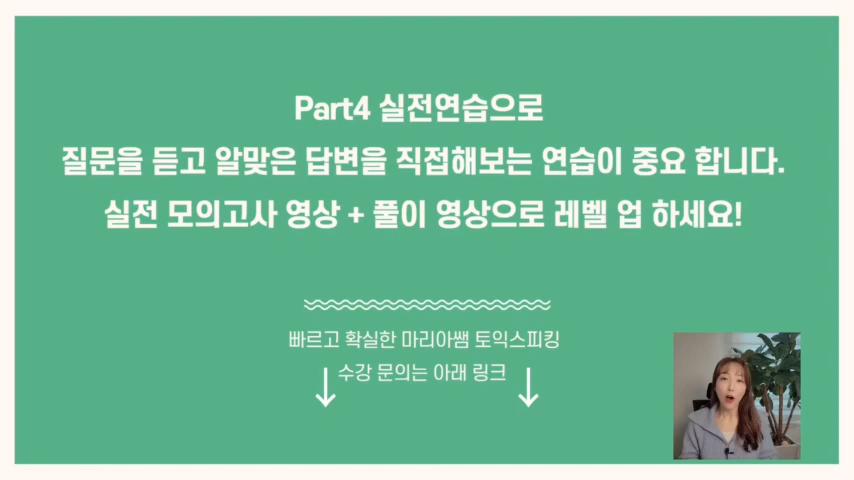 Part4 실전연습으로
질문을 듣고 알맞은 답변을 직접해보는 연습이 중요 합니다.
실전 모의고사 영상 + 풀이 영상으로 레벨 업 하세요!
빠르고 확실한 마리아쌤 토익스피킹
수강 문의는 아래 링크